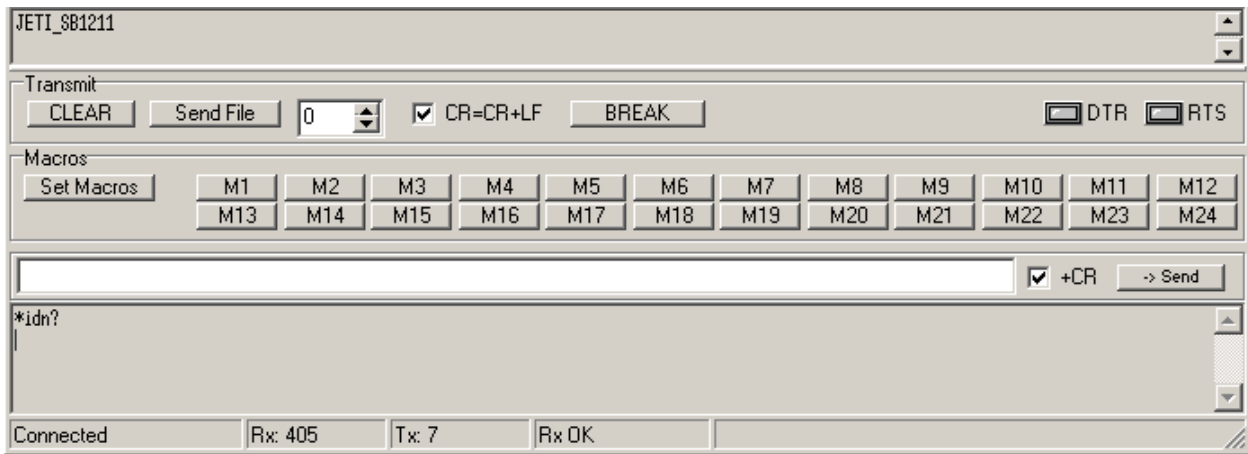 JETI_SB1211
Transmit
CLEAR Send File 0 CR=CR+LF BREAK DTR RTS
Macros
Set Macros M1 M2 M3 M4 M5 M6 M7 M8 M9 M10 M11 M12
M13 M14 M15 M16 M17 M18 M19 M20 M21 M22 M23 M24
+CR -> Send
*idn?
Connected Rx: 405 Tx: 7 Rx OK